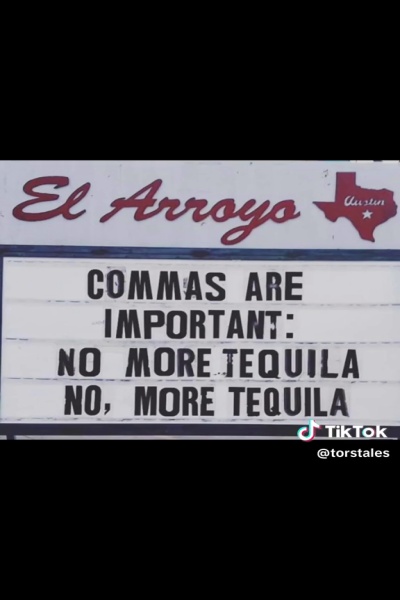 El Arroyo
Austin
COMMAS ARE
IMPORTANT:
NO MORE TEQUILA
NO, MORE TEQUILA
TikTok
@torstales